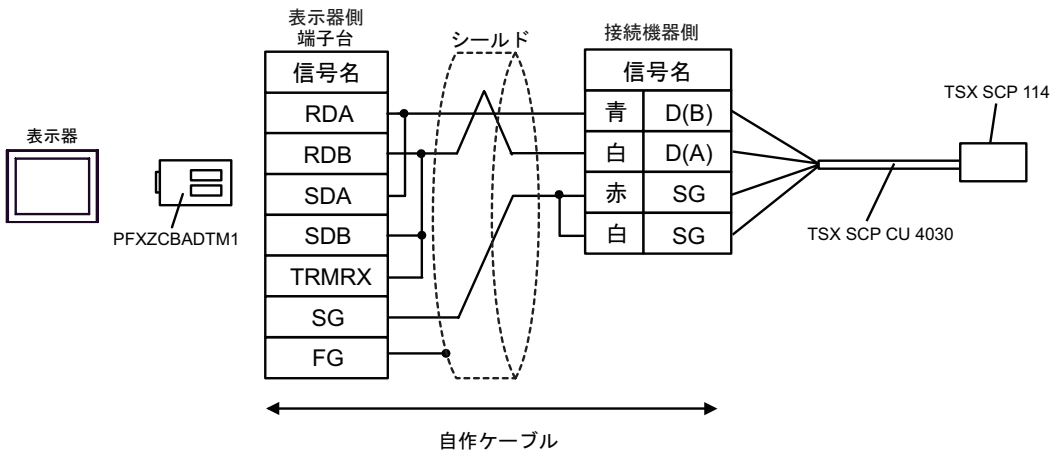 表示器
PFXZCBADTM1
表示器側
端子台
信号名
RDA
RDB
SDA
SDB
TRMRX
SG
FG
シールド
接続機器側
信号名
青 D(B)
白 D(A)
赤 SG
白 SG
TSX SCP 114
TSX SCP CU 4030
自作ケーブル